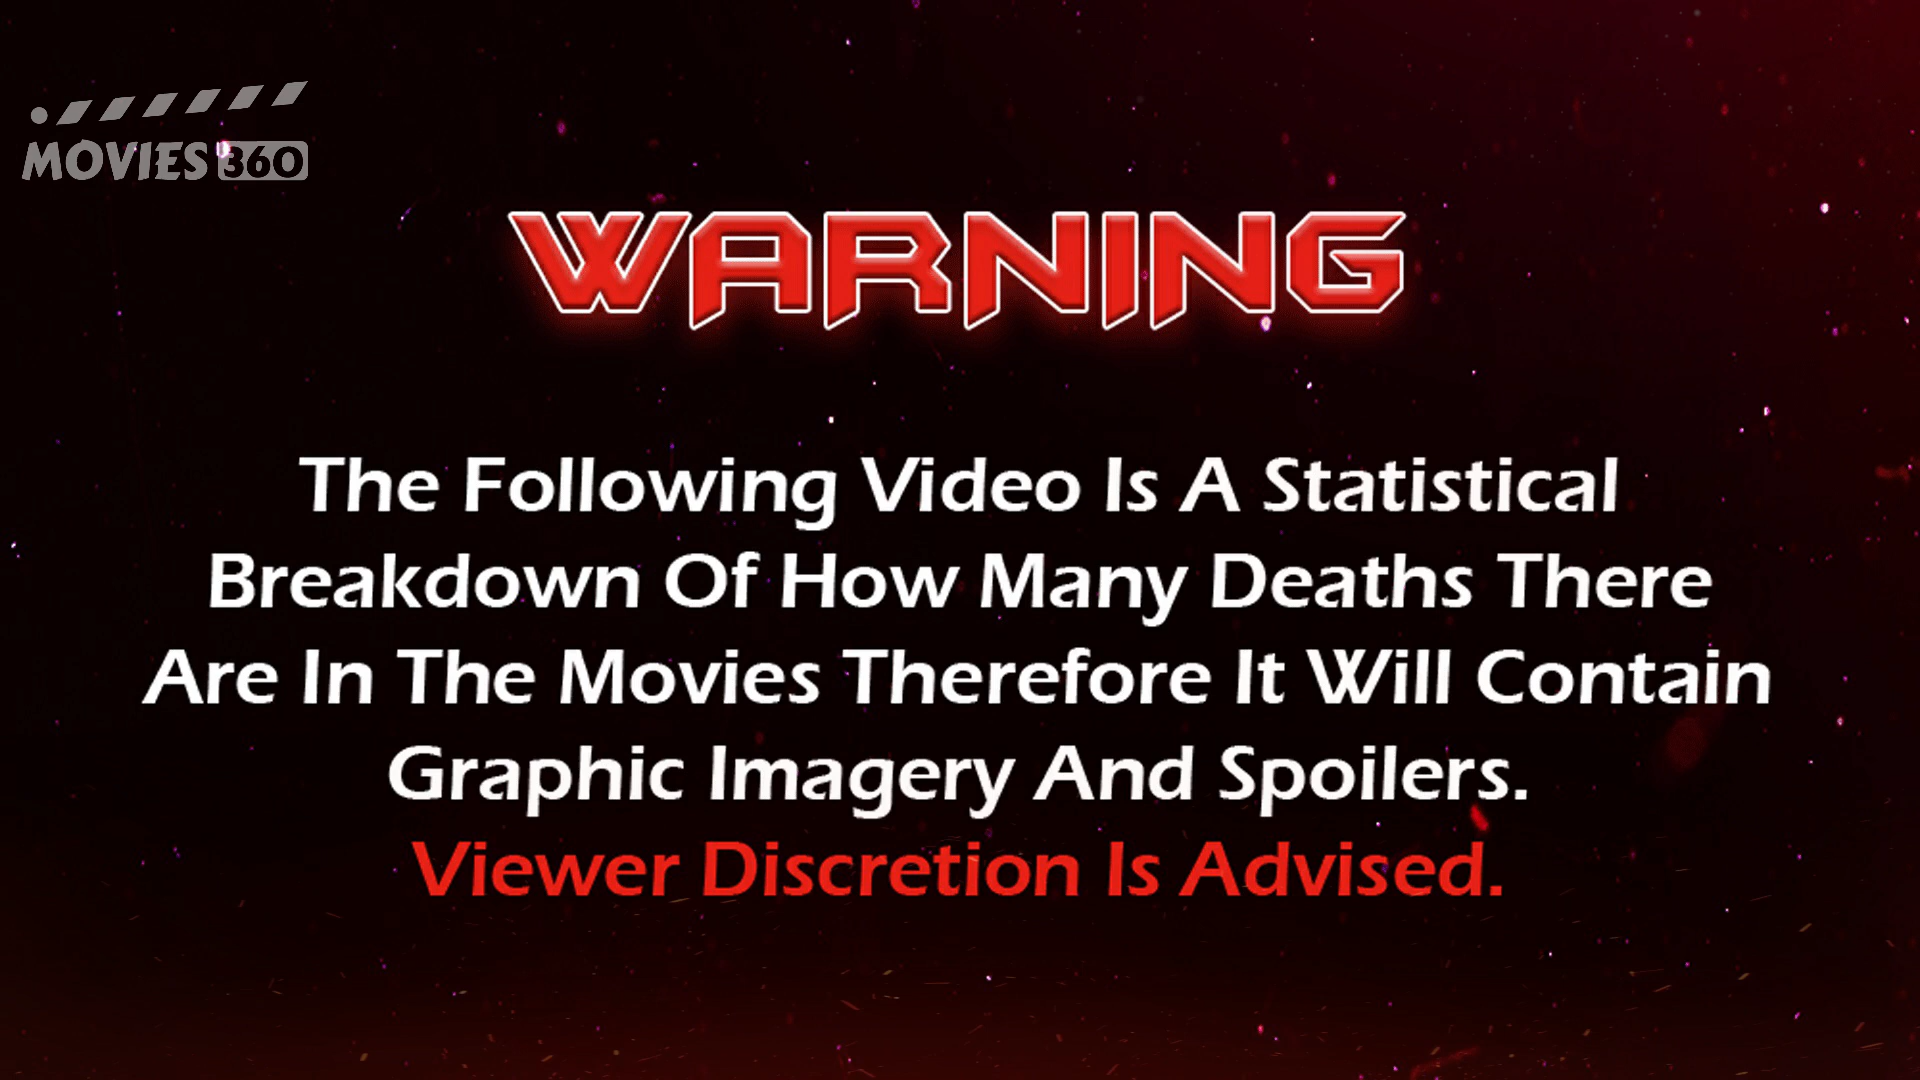 MOVIES 360
WARNING
The Following Video Is A Statistical
Breakdown Of How Many Deaths There
Are In The Movies Therefore It Will Contain
Graphic Imagery And Spoilers.
Viewer Discretion Is Advised.